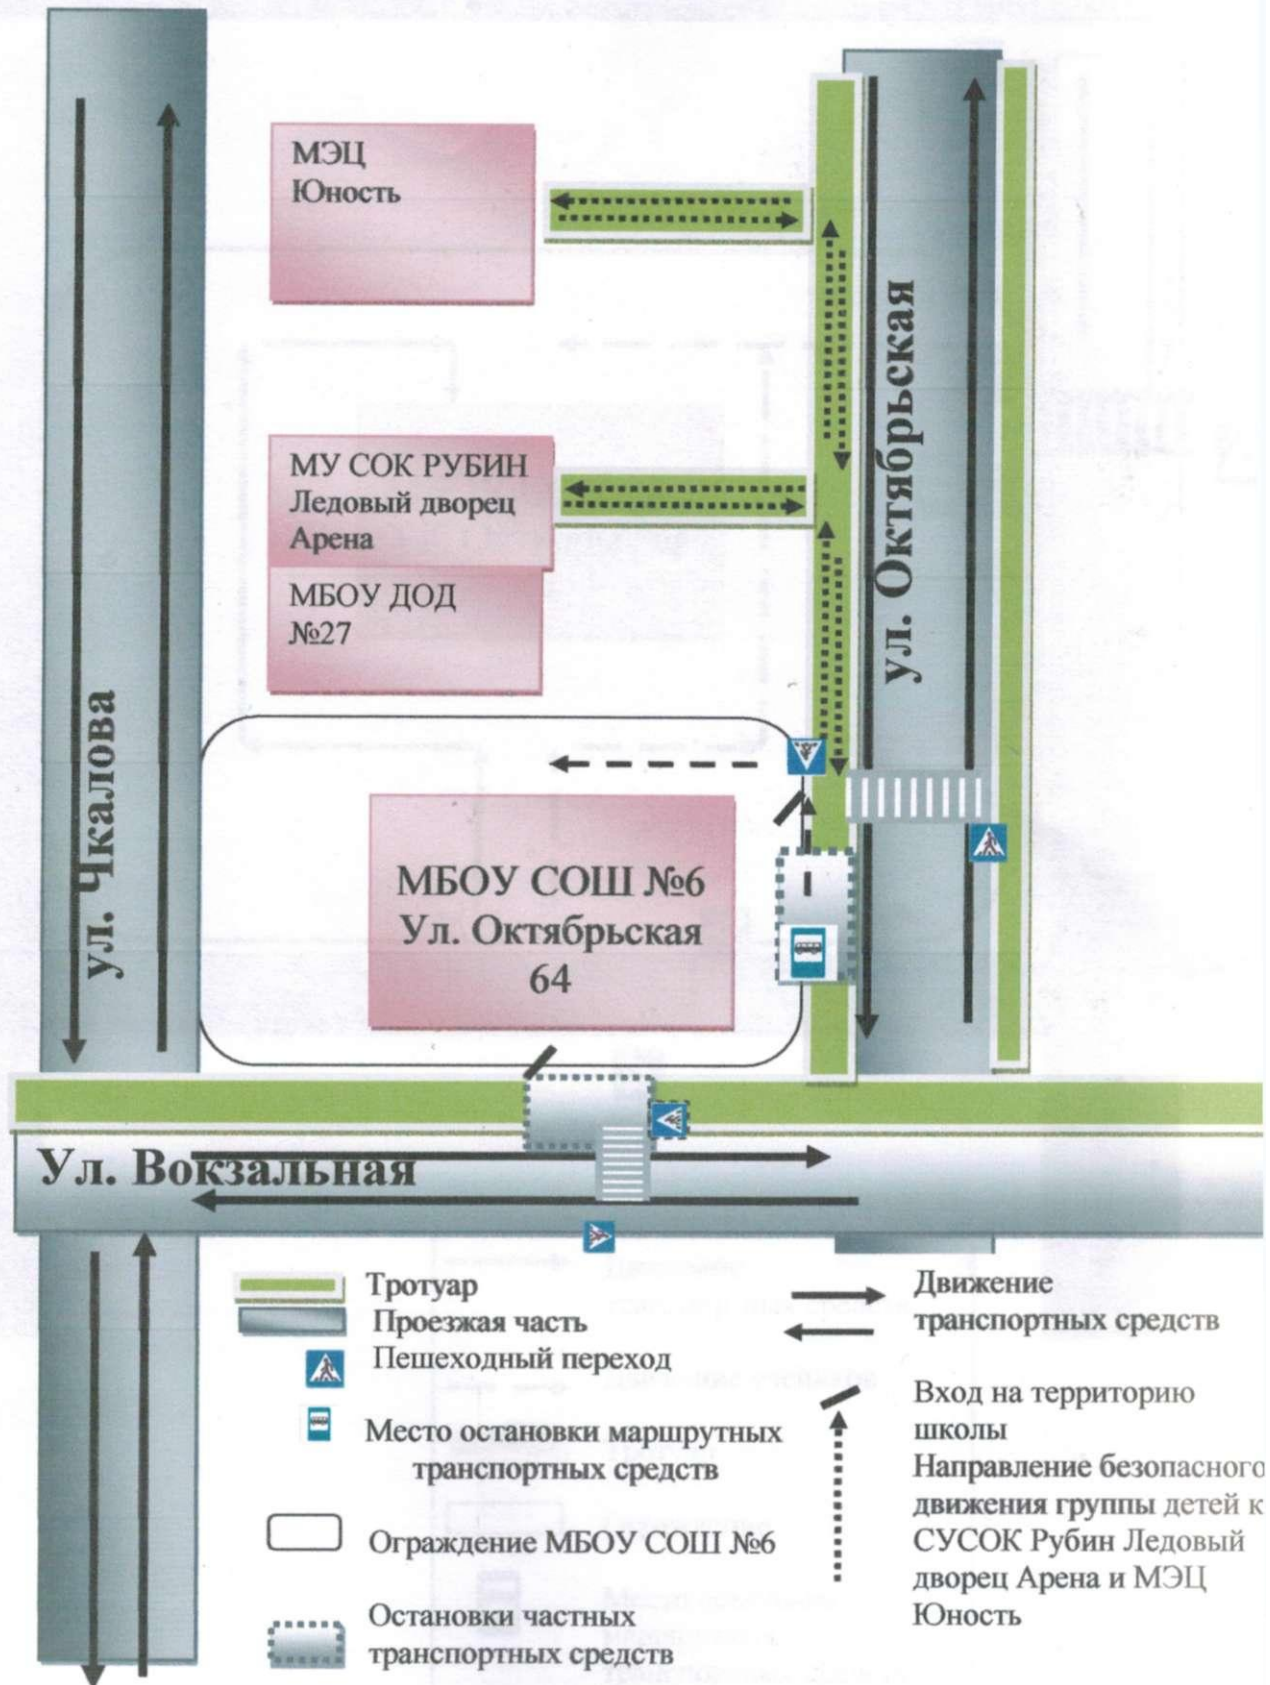 МЭЦ
Юность
ул. Октябрьская
МУ СОК РУБИН
Ледовый дворец
Арена
МБОУ ДОД
№27
ул. Чкалова
МБОУ СОШ №6
Ул. Октябрьская
64
Ул. Вокзальная
Тротуар
Проезжая часть
Пешеходный переход
Место остановки маршрутных
транспортных средств
Ограждение МБОУ СОШ №6
Остановки частных
транспортных средств
Движение
транспортных средств
Вход на территорию
школы
Направление безопасного
движения группы детей к
СУСОК Рубин Ледовый
дворец Арена и МЭЦ
Юность